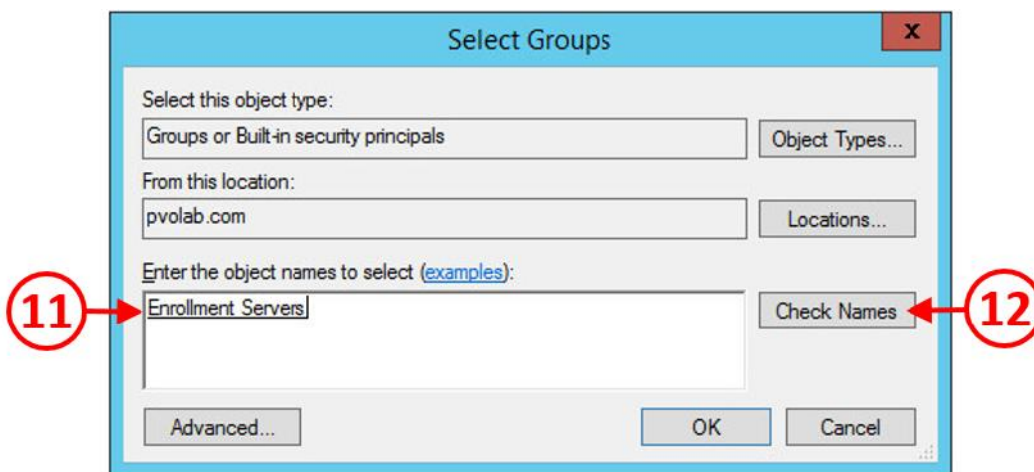 Select Groups
x
Select this object type:
Groups or Built-in security principals
Object Types...
From this location:
pvolab.com
Locations...
Enter the object names to select (examples):
11
Enrollment Servers
Check Names
12
Advanced...
OK
Cancel